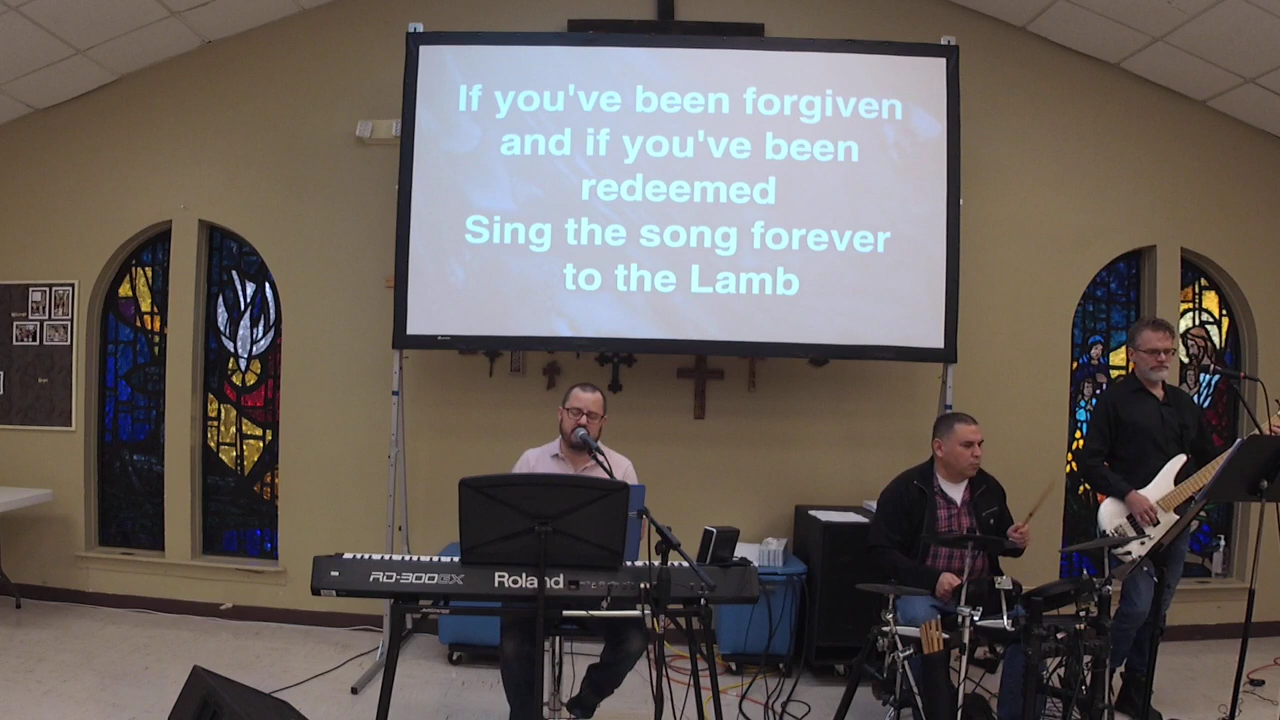 If you've been forgiven
and if you've been
redeemed
Sing the song forever
to the Lamb
RD-300GX Roland